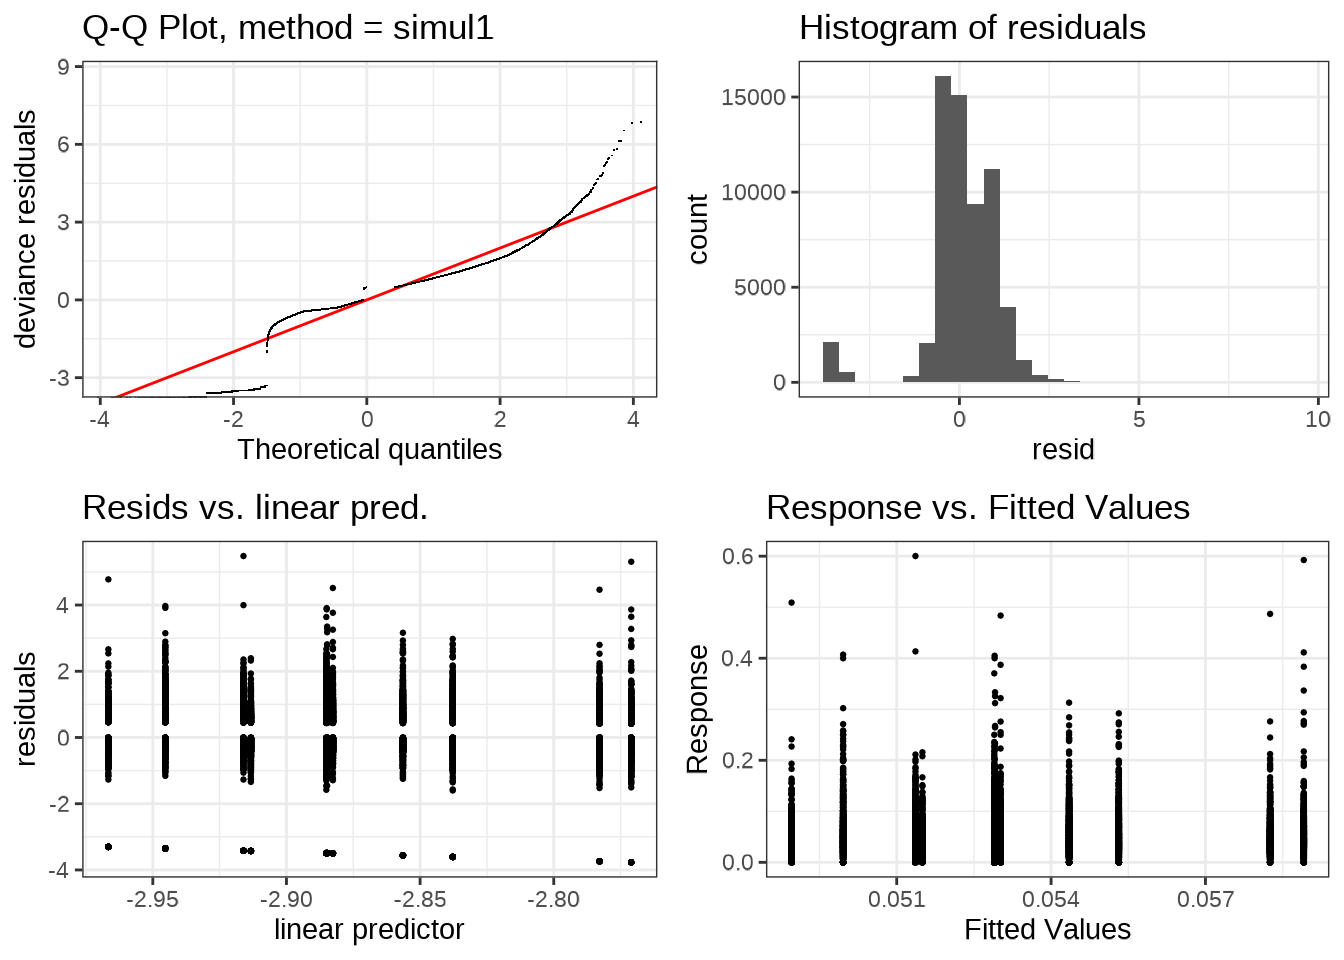 Q-Q Plot, method = simul1
9
6
3
0
-3
deviance residuals
-4
-2
0
2
4
Theoretical quantiles
Histogram of residuals
15000
10000
5000
0
count
0
5
10
resid
Resids vs. linear pred.
4
2
0
-2
-4
residuals
-2.95
-2.90
-2.85
-2.80
linear predictor
Response vs. Fitted Values
0.6
0.4
0.2
0.0
Response
0.051
0.054
0.057
Fitted Values